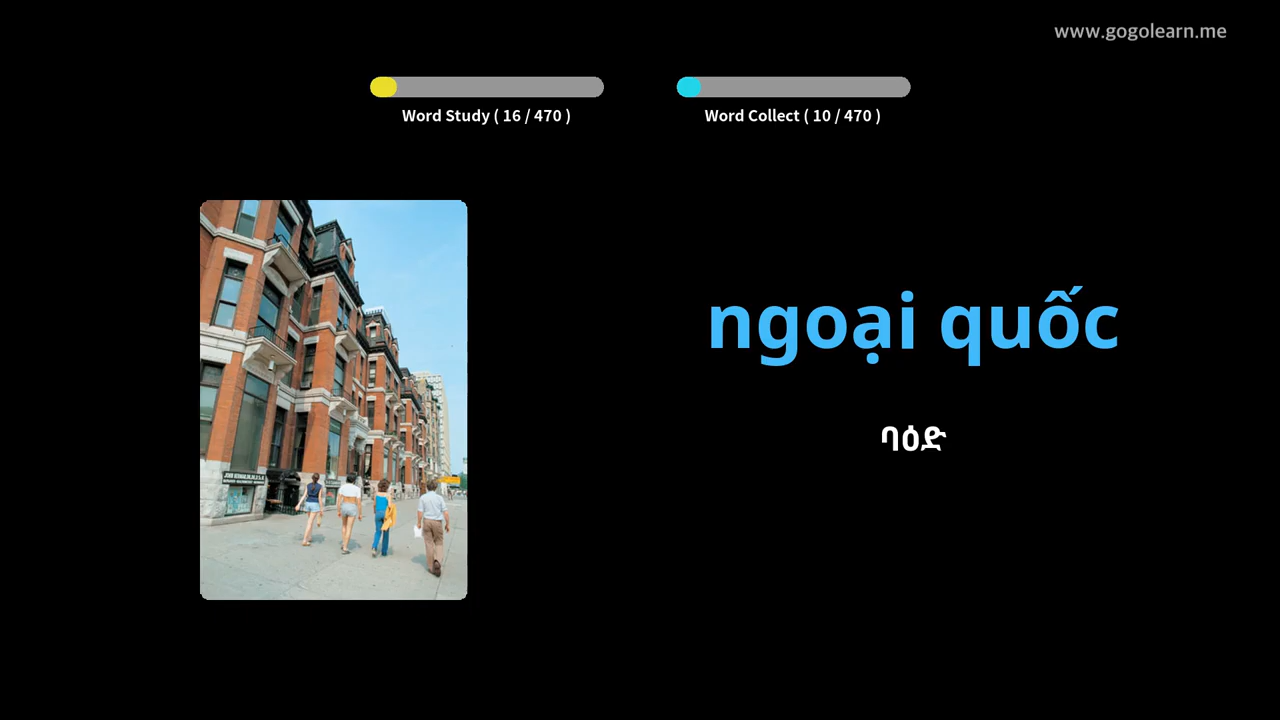 www.gogolearn.me
Word Study ( 16 / 470 )
Word Collect ( 10 / 470 )
ngoại quốc
ባዕድ